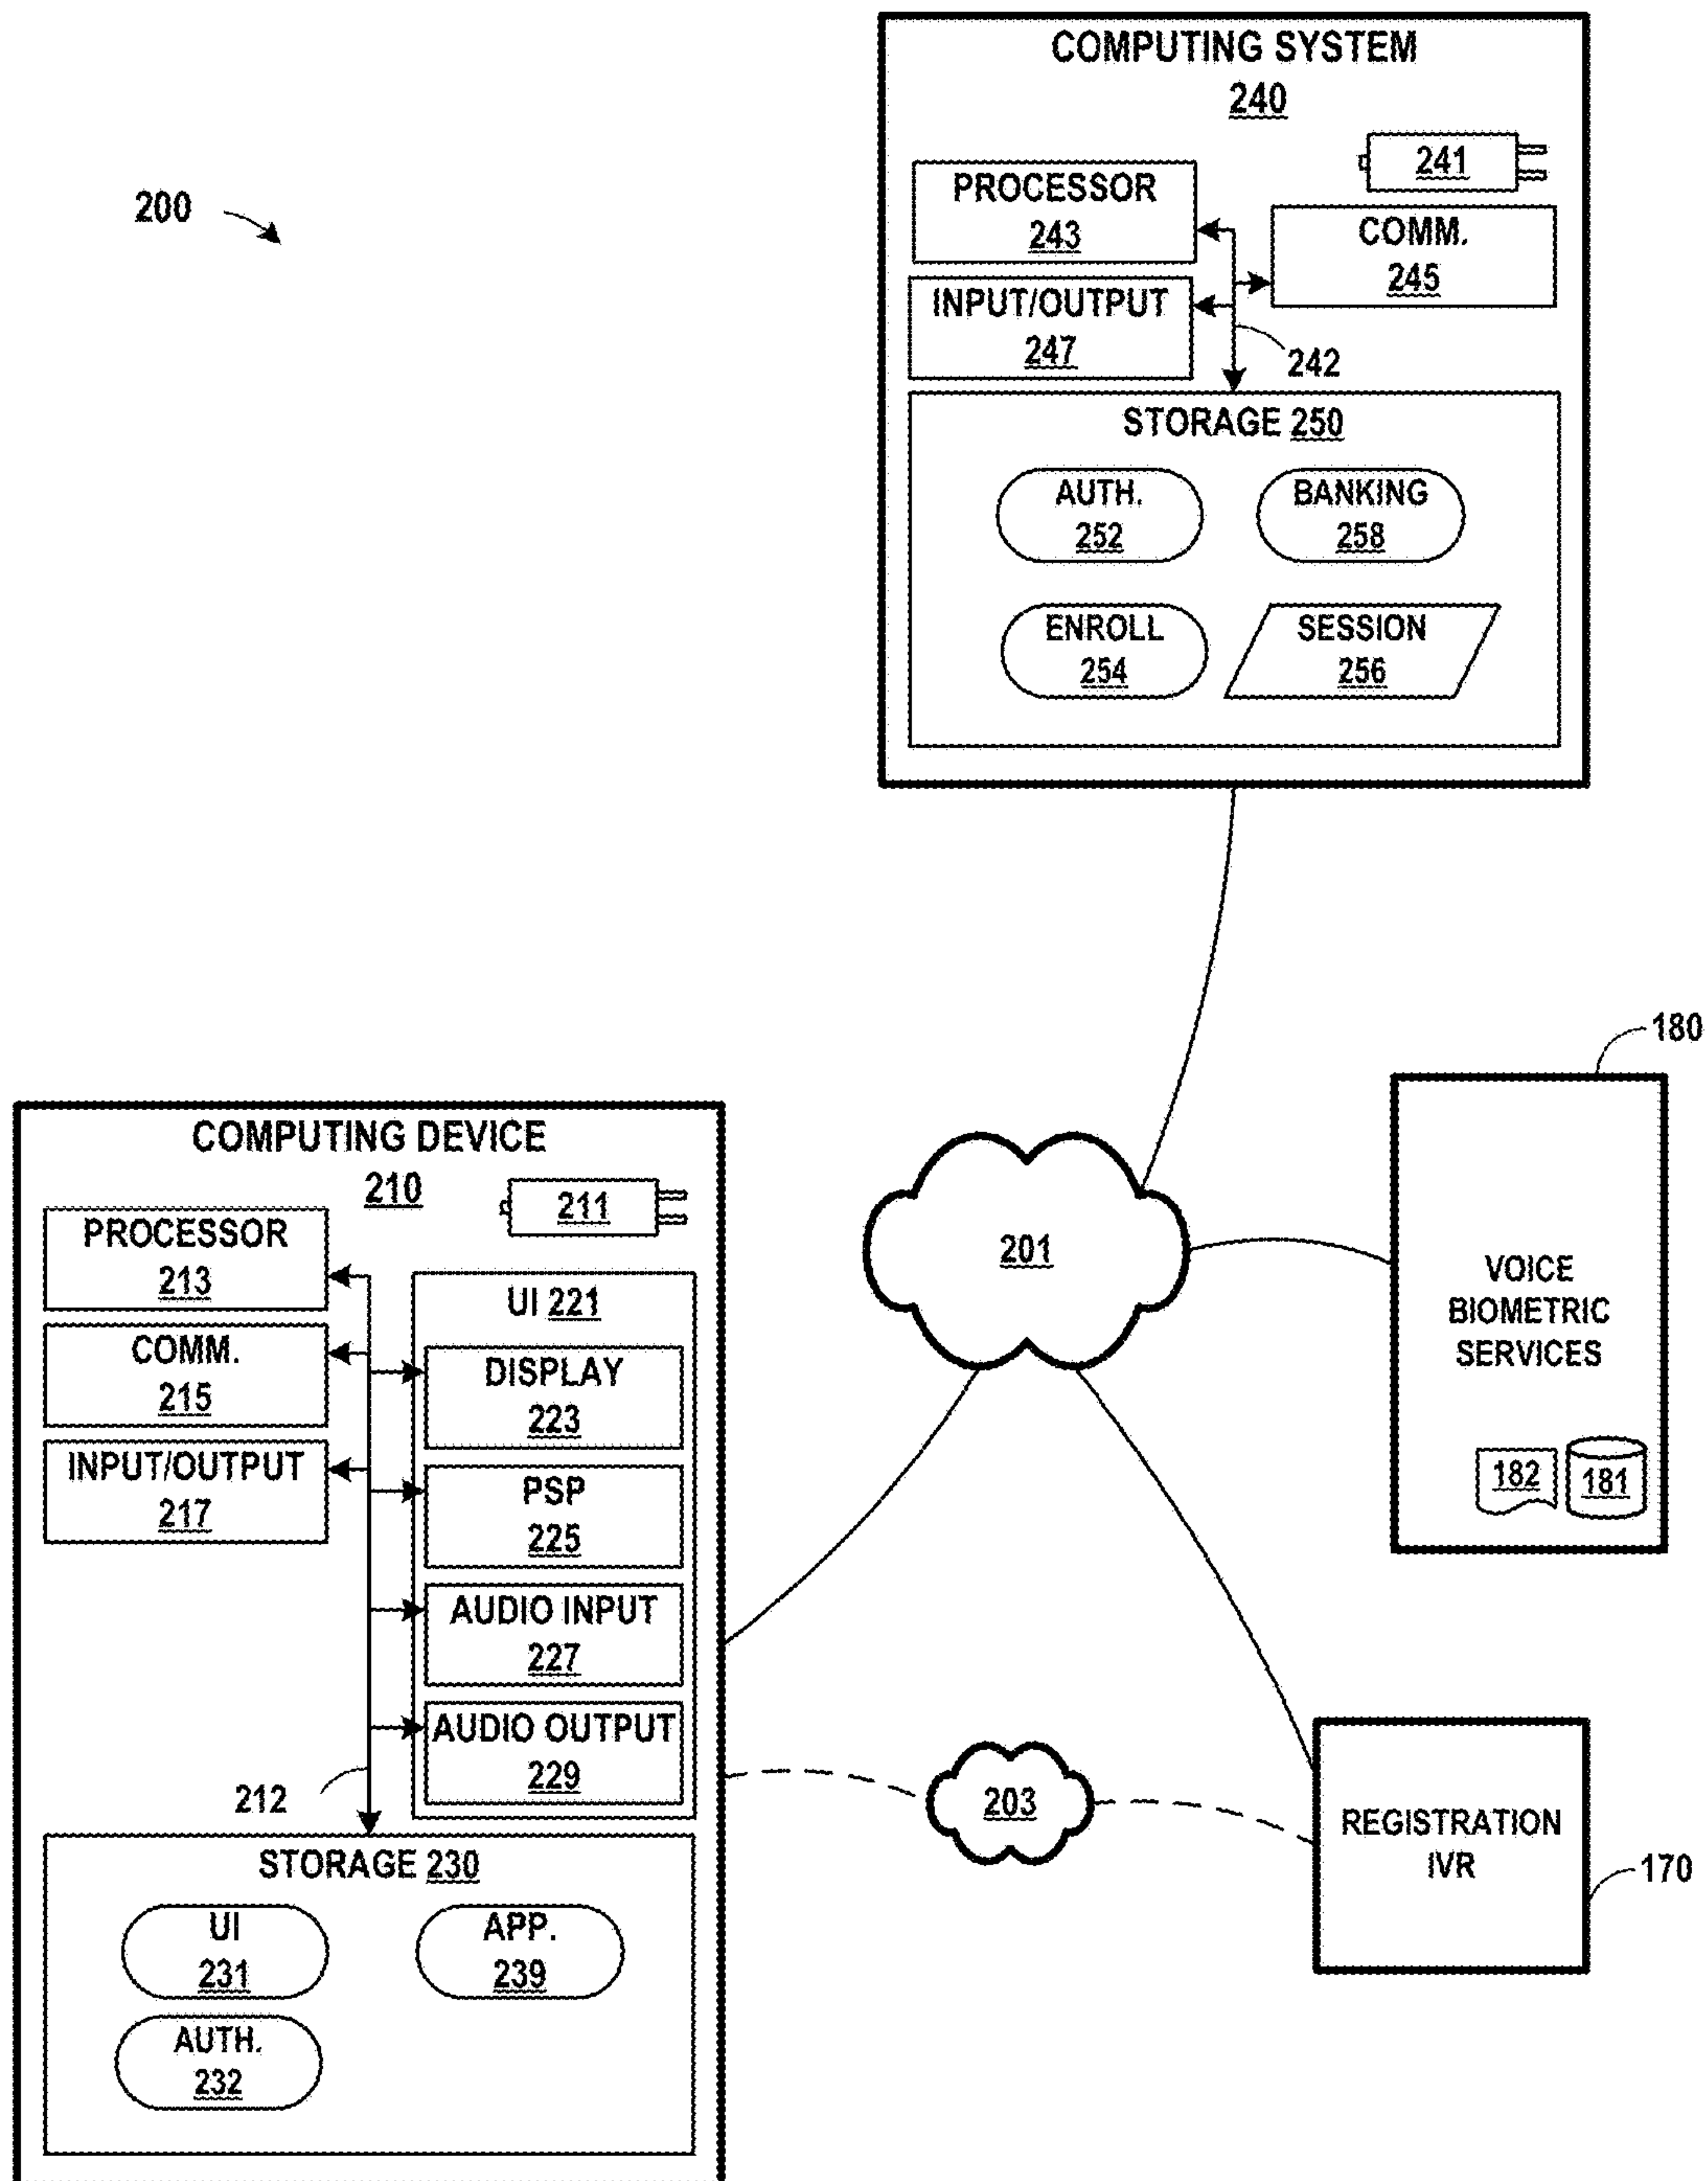 COMPUTING SYSTEM
240
241
PROCESSOR
243
COMM.
245
INPUT/OUTPUT
247
242
STORAGE 250
AUTH.
252
BANKING
258
ENROLL
254
SESSION
256
200
180
VOICE
BIOMETRIC
SERVICES
182
181
201
COMPUTING DEVICE
210
211
PROCESSOR
213
COMM.
215
INPUT/OUTPUT
217
UI 221
DISPLAY
223
PSP
225
AUDIO INPUT
227
AUDIO OUTPUT
229
212
STORAGE 230
UI
231
APP.
239
AUTH.
232
203
REGISTRATION
IVR
170